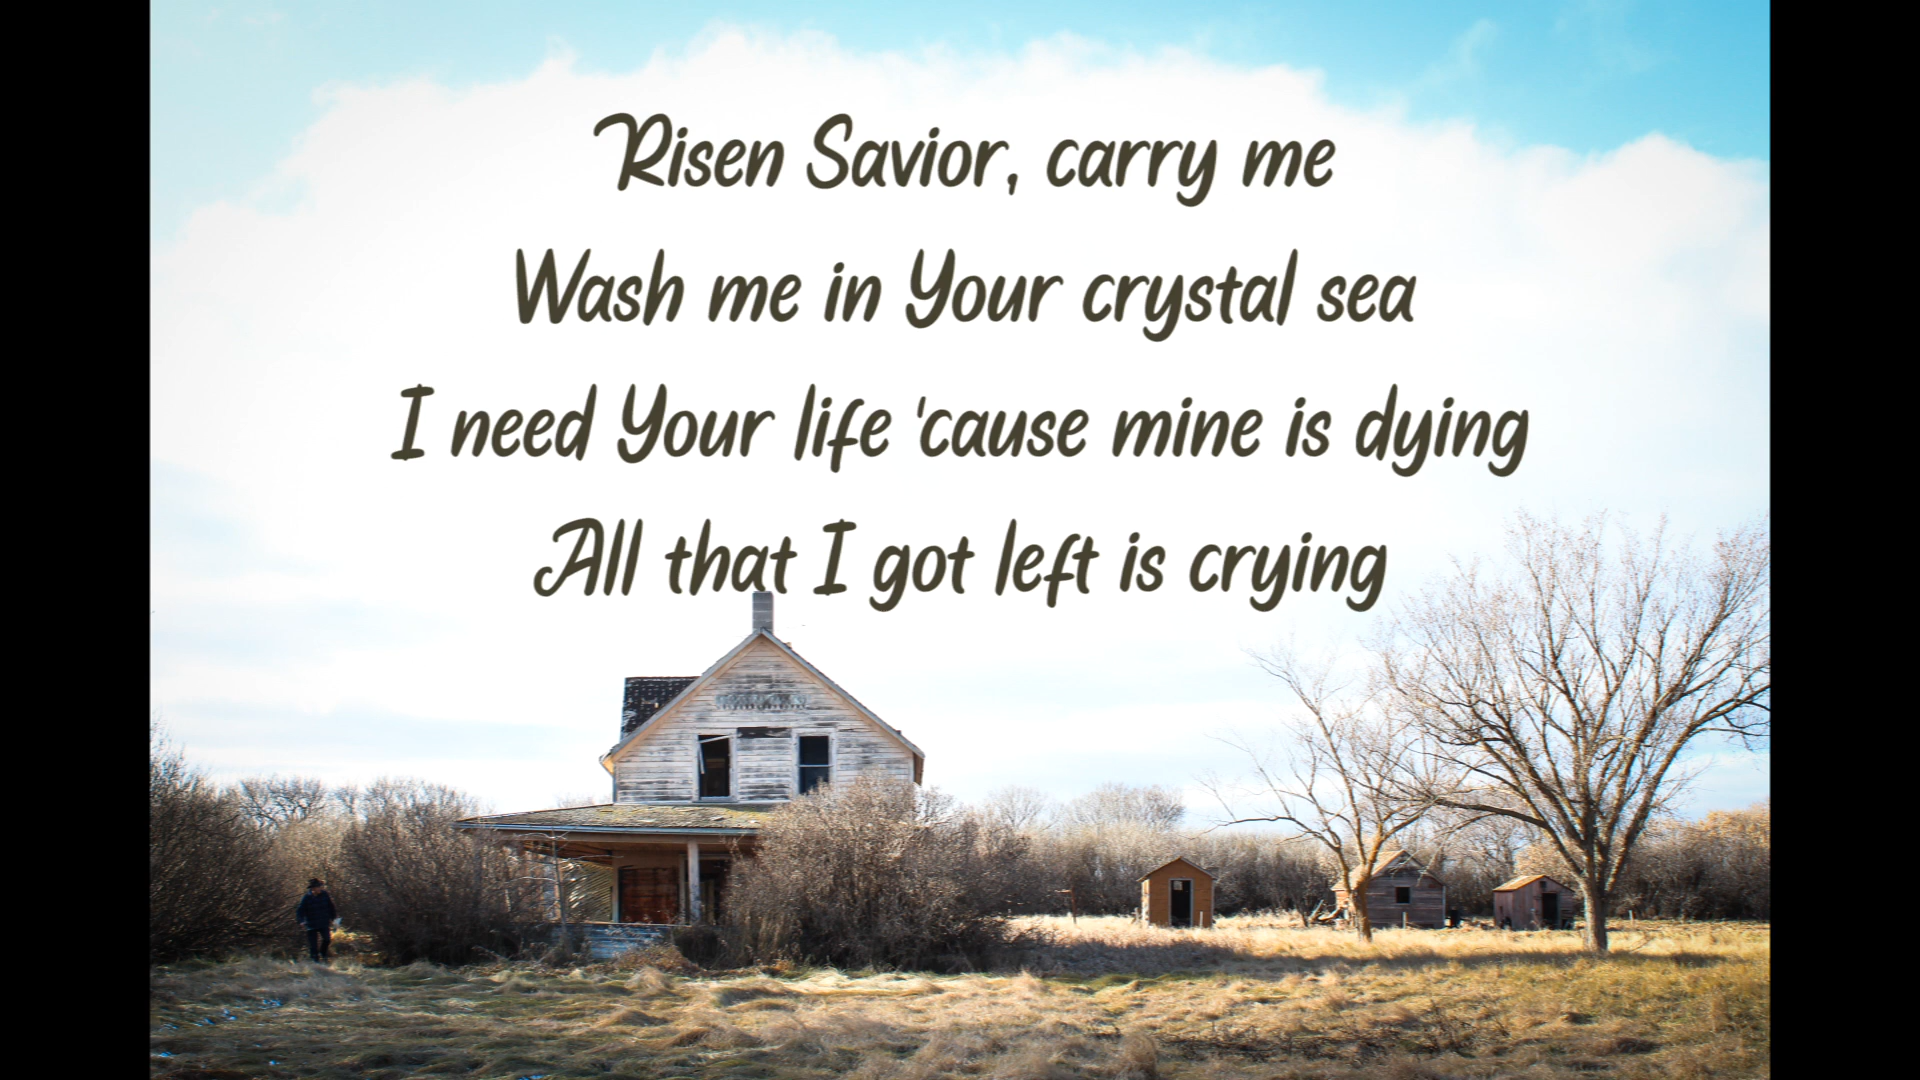 Risen Savior, carry me
Wash me in Your crystal sea
I need Your life 'cause mine is dying
All that I got left is crying